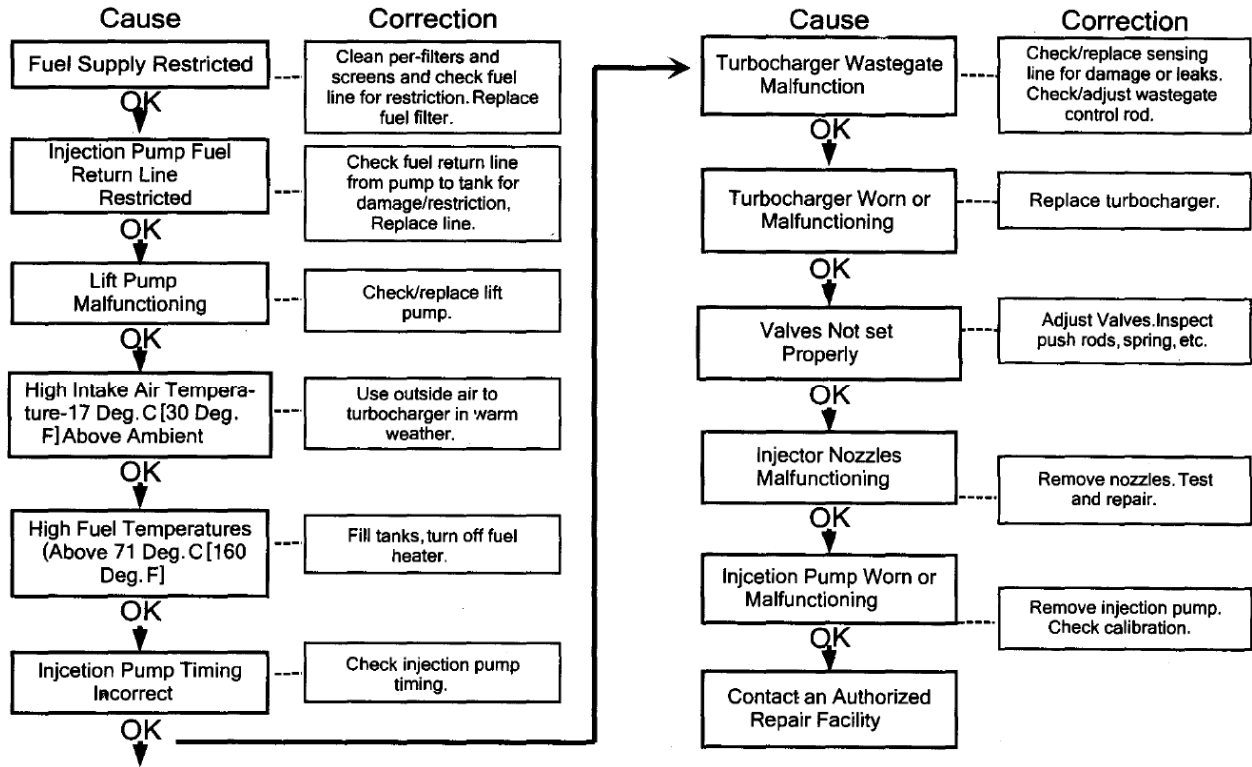 Cause
Correction
Fuel Supply Restricted
Clean per-filters and
screens and check fuel
line for restriction. Replace
fuel filter.
OK
Injection Pump Fuel
Return Line
Restricted
Check fuel return line
from pump to tank for
damage/restriction,
Replace line.
OK
Lift Pump
Malfunctioning
Check/replace lift
pump.
OK
High Intake Air Tempera-
ture-17 Deg. C [30 Deg.
F] Above Ambient
Use outside air to
turbocharger in warm
weather.
OK
High Fuel Temperatures
(Above 71 Deg. C [160
Deg. F]
Fill tanks, turn off fuel
heater.
OK
Injcetion Pump Timing
Incorrect
Check injection pump
timing.
OK
Cause
Correction
Turbocharger Wastegate
Malfunction
Check/replace sensing
line for damage or leaks.
Check/adjust wastegate
control rod.
OK
Turbocharger Worn or
Malfunctioning
Replace turbocharger.
OK
Valves Not set
Properly
Adjust Valves. Inspect
push rods, spring, etc.
OK
Injector Nozzles
Malfunctioning
Remove nozzles. Test
and repair.
OK
Injcetion Pump Worn or
Malfunctioning
Remove injection pump.
Check calibration.
OK
Contact an Authorized
Repair Facility